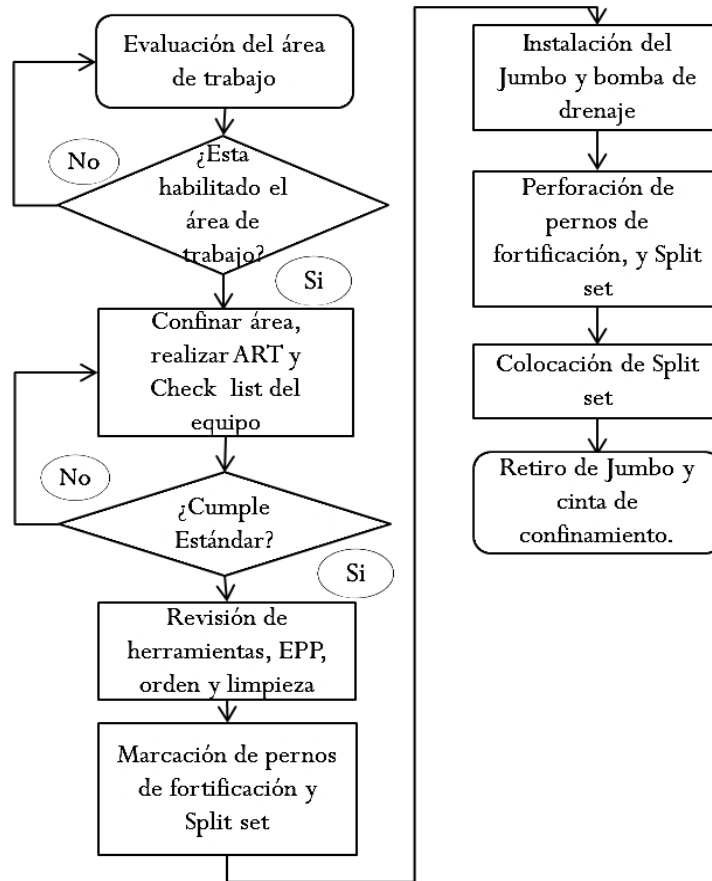 Evaluación del área
de trabajo
No
¿Esta
habilitado el
área de
trabajo?
Si
Confinar área,
realizar ART y
Check list del
equipo
No
¿Cumple
Estándar?
Si
Revisión de
herramientas, EPP,
orden y limpieza
Marcación de pernos
de fortificación y
Split set
Instalación del
Jumbo y bomba de
drenaje
Perforación de
pernos de
fortificación, y Split
set
Colocación de Split
set
Retiro de Jumbo y
cinta de
confinamiento.